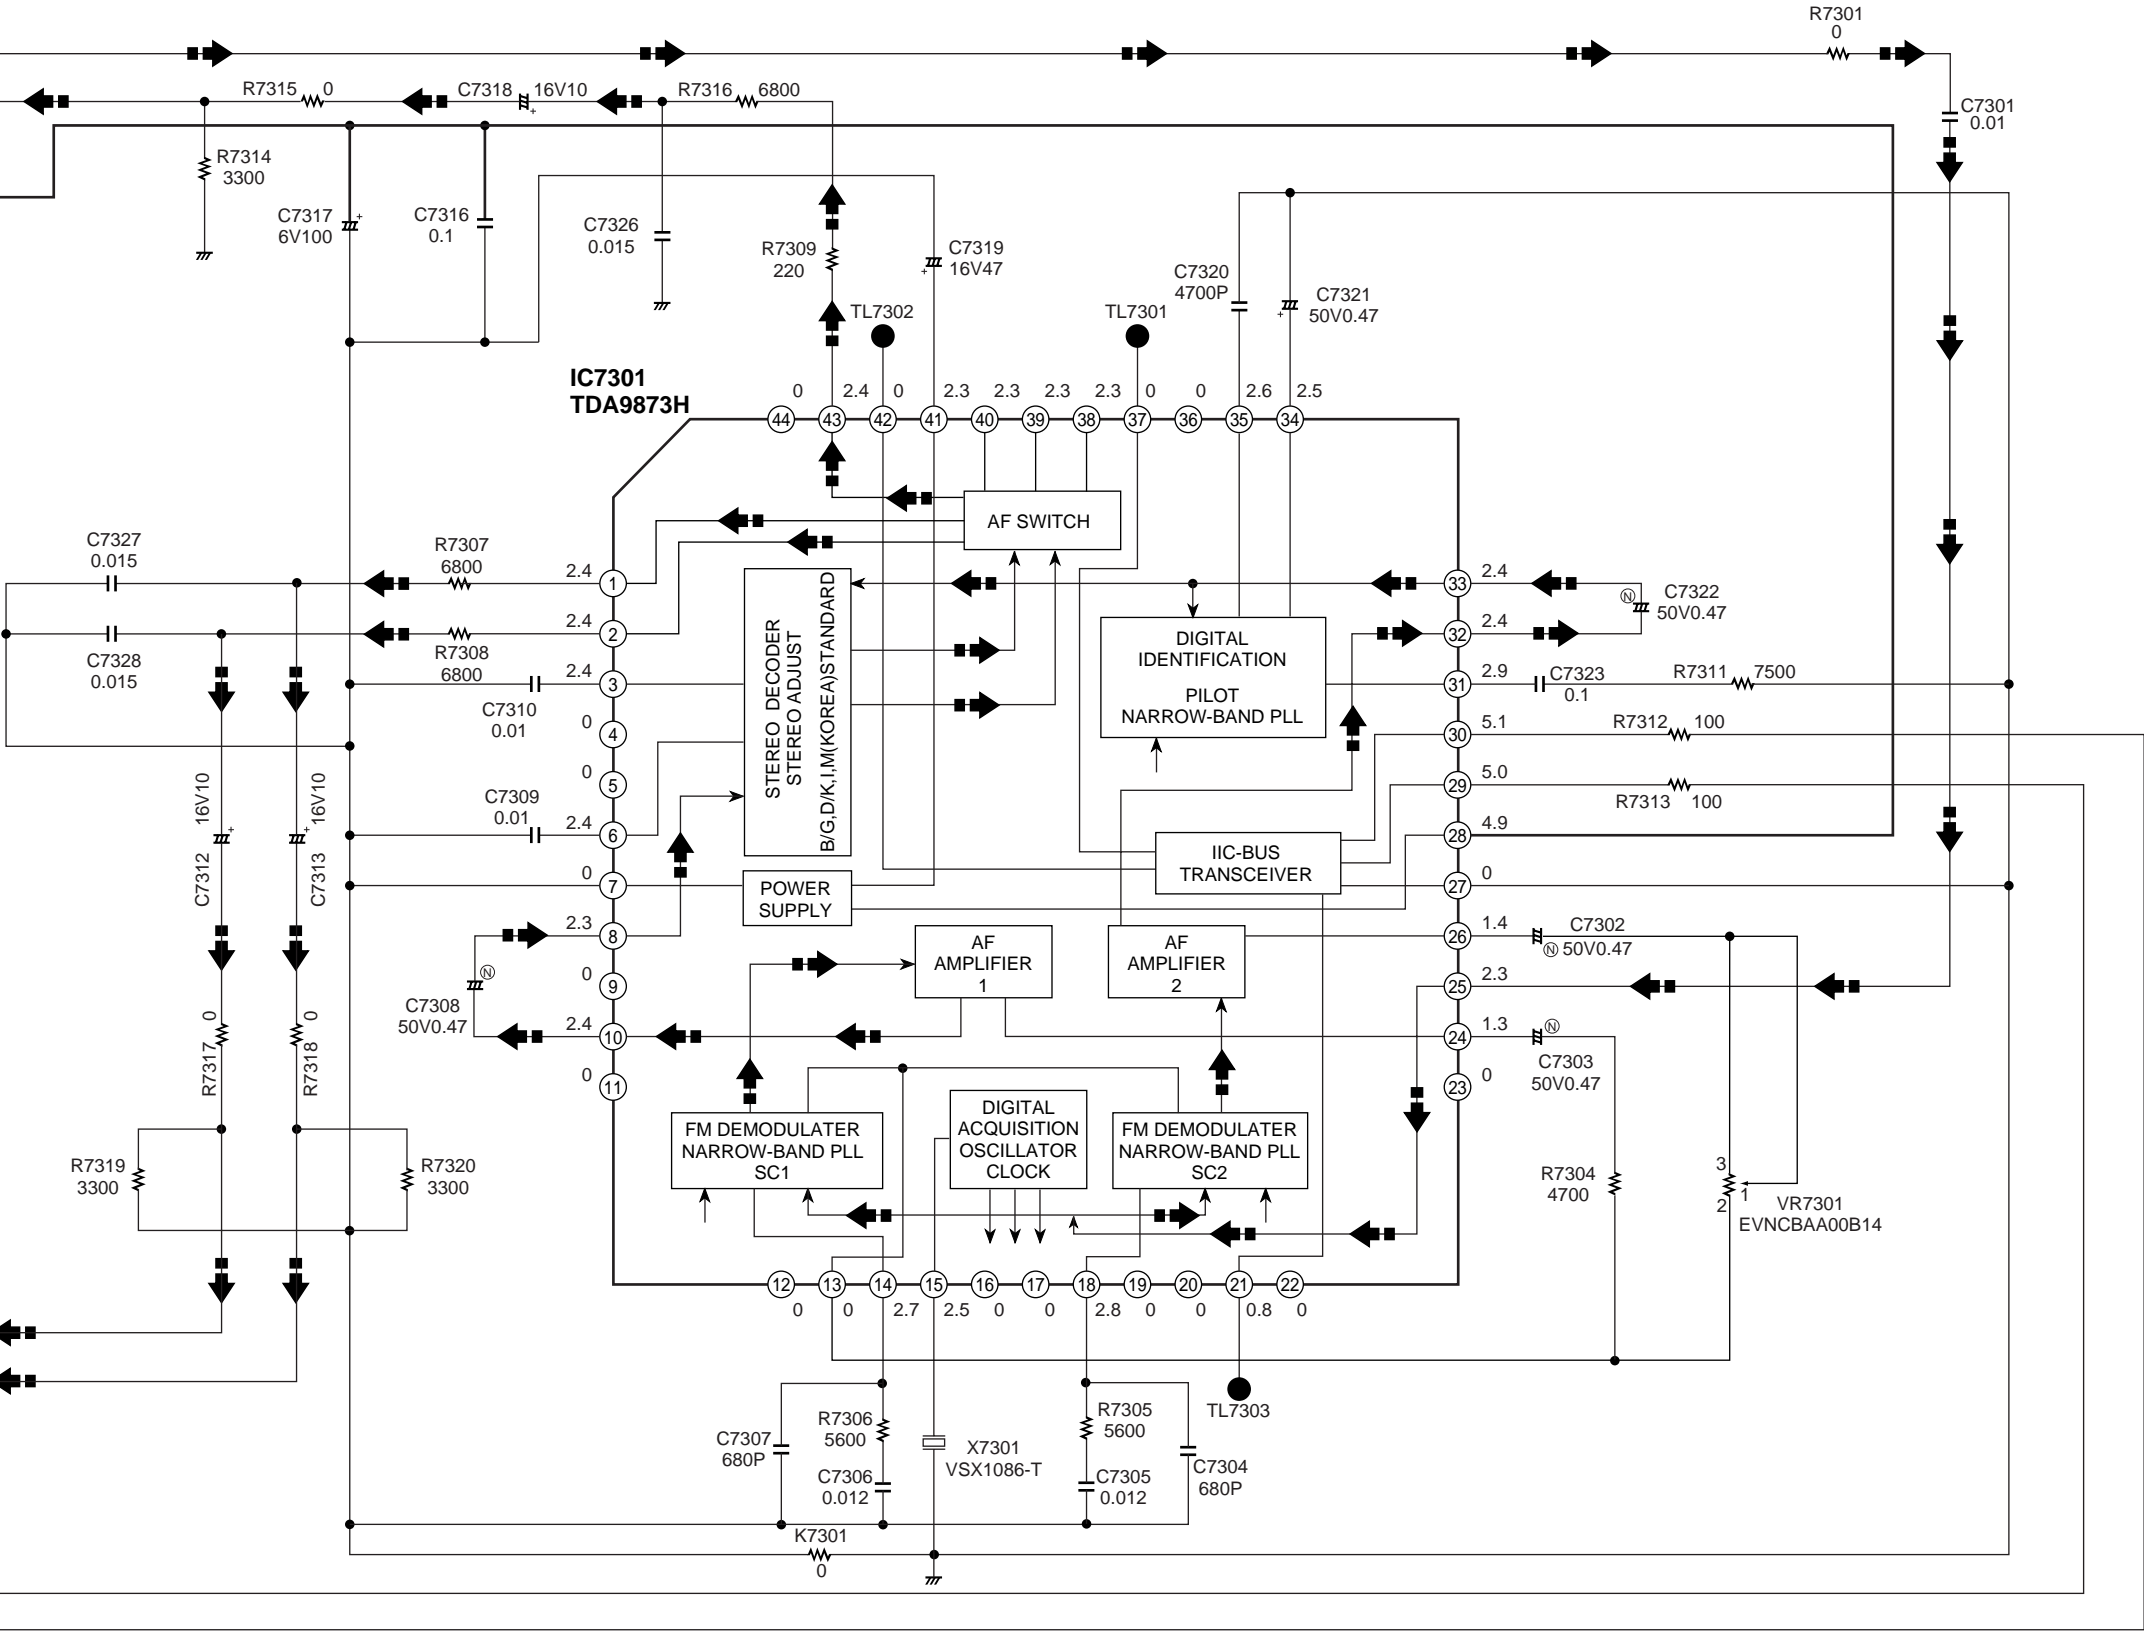 R7301
0
R7315 0
C7318 16V10
R7316 6800
C7301
0.01
R7314
3300
C7317
6V100
+
C7316
0.1
C7326
0.015
R7309
220
C7319
16V47
+
C7320
4700P
C7321
50V0.47
+
TL7302
TL7301
IC7301
TDA9873H
0 2.4 0 2.3 2.3 2.3 2.3 0 0 2.6 2.5
44 43 42 41 40 39 38 37 36 35 34
AF SWITCH
C7327
0.015
R7307
6800
2.4
1
C7328
0.015
R7308
6800
2.4
2
C7310
0.01
2.4
3
0
4
0
5
C7309
0.01
2.4
6
0
7
2.3
8
0
9
N
C7308
50V0.47
2.4
10
0
11
STEREO DECODER
STEREO ADJUST
B/G,D/K,I,M(KOREA)STANDARD
DIGITAL
IDENTIFICATION
PILOT
NARROW-BAND PLL
33 2.4
N
C7322
50V0.47
32 2.4
31 2.9
C7323
0.1
R7311 7500
30 5.1
R7312 100
29 5.0
R7313 100
28 4.9
27 0
IIC-BUS
TRANSCEIVER
POWER
SUPPLY
26 1.4
C7302
N 50V0.47
25 2.3
24 1.3
N
C7303
50V0.47
23 0
AF
AMPLIFIER
1
AF
AMPLIFIER
2
16V10
+
C7312
16V10
+
C7313
R7317 0
R7318 0
R7319
3300
R7320
3300
FM DEMODULATER
NARROW-BAND PLL
SC1
DIGITAL
ACQUISITION
OSCILLATOR
CLOCK
FM DEMODULATER
NARROW-BAND PLL
SC2
R7304
4700
3
1
2
VR7301
EVNCBAA00B14
12 13 14 15 16 17 18 19 20 21 22
0 0 2.7 2.5 0 0 2.8 0 0 0.8 0
TL7303
C7307
680P
R7306
5600
C7306
0.012
X7301
VSX1086-T
R7305
5600
C7305
0.012
C7304
680P
K7301
0